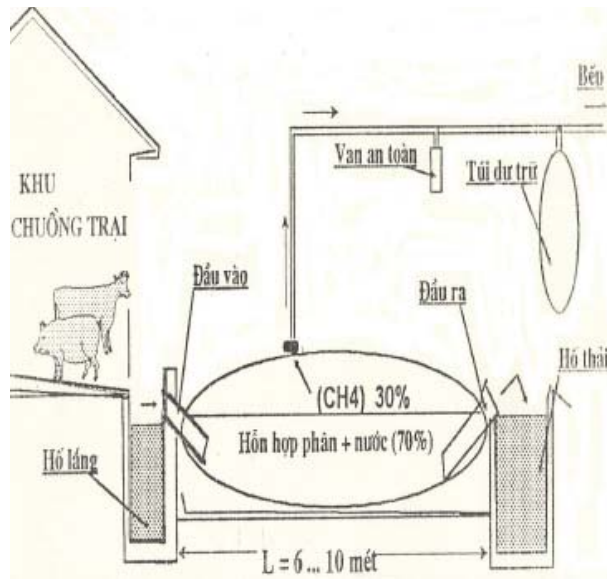 Bếp
Van an toàn
Túi dư trữ
KHU
CHUỒNG TRẠI
Đầu vào
Đầu ra
Hố thải
(CH4) 30%
Hỗn hợp phân + nước (70%)
Hố lắng
L = 6 ... 10 mét